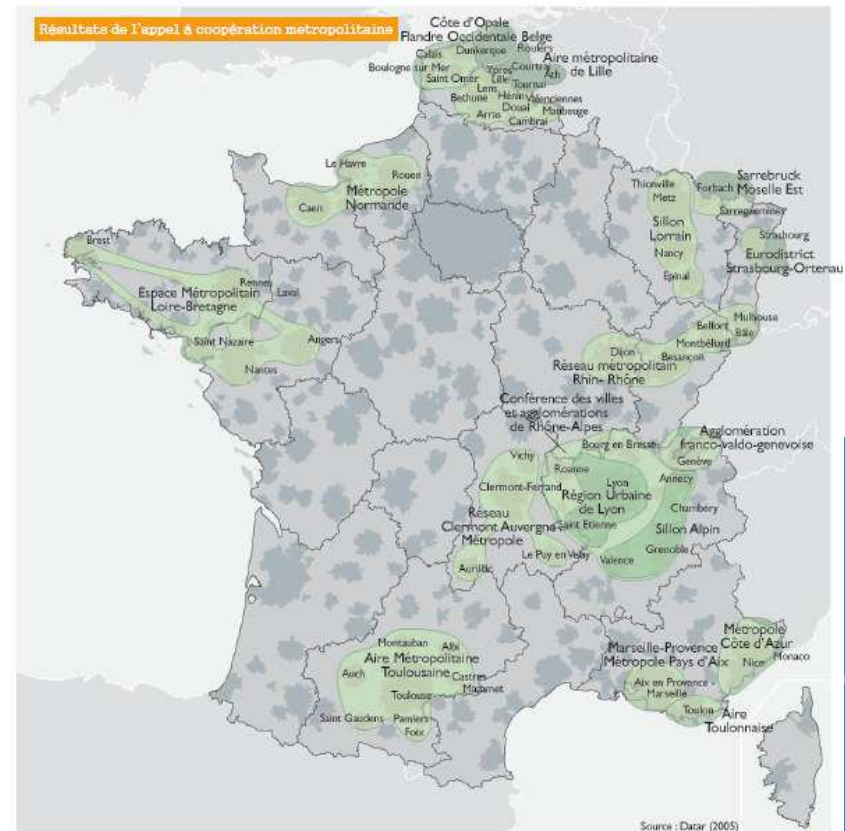 Résultats de l'appel à coopération metropolitaine
Côte d'Opale
Flandre Occidentale Belge
Calais
Dunkerque
Roulers
Boulogne sur Mer
Saint Omer
Ypres
Courtrai
Aire métropolitaine
de Lille
Ath
Lille
Tournai
Lens
Bethune
Hénin
Valenciennes
Douai
Maubeuge
Arras
Cambrai
Le Havre
Rouen
Métropole
Normande
Caen
Thionville
Metz
Forbach
Sarrebruck
Moselle Est
Sarreguemines
Sillon
Lorrain
Nancy
Epinal
Strasbourg
Eurodistrict
Strasbourg-Ortenau
Brest
Rennes
Laval
Espace Métropolitain
Loire-Bretagne
Saint Nazaire
Angers
Nantes
Mulhouse
Belfort
Bâle
Montbéliard
Dijon
Besançon
Réseau métropolitain
Rhin- Rhône
Conférence des villes
et agglomérations
de Rhône-Alpes
Bourg en Bresse
Agglomération
franco-valdo-genevoise
Genève
Vichy
Roanne
Annecy
Clermont-Ferrand
Lyon
Région Urbaine
de Lyon
Chambéry
Réseau
Clermont Auvergne
Métropole
Saint Etienne
Sillon Alpin
Grenoble
Le Puy en Velay
Valence
Aurillac
Montauban
Albi
Aire Métropolitaine
Toulousaine
Auch
Castres
Mazamet
Toulouse
Saint Gaudens
Pamiers
Foix
Métropole
Côte d'Azur
Marseille-Provence
Métropole Pays d'Aix
Nice
Monaco
Aix en Provence
Marseille
Toulon
Aire
Toulonnaise
Source : Datar (2005)